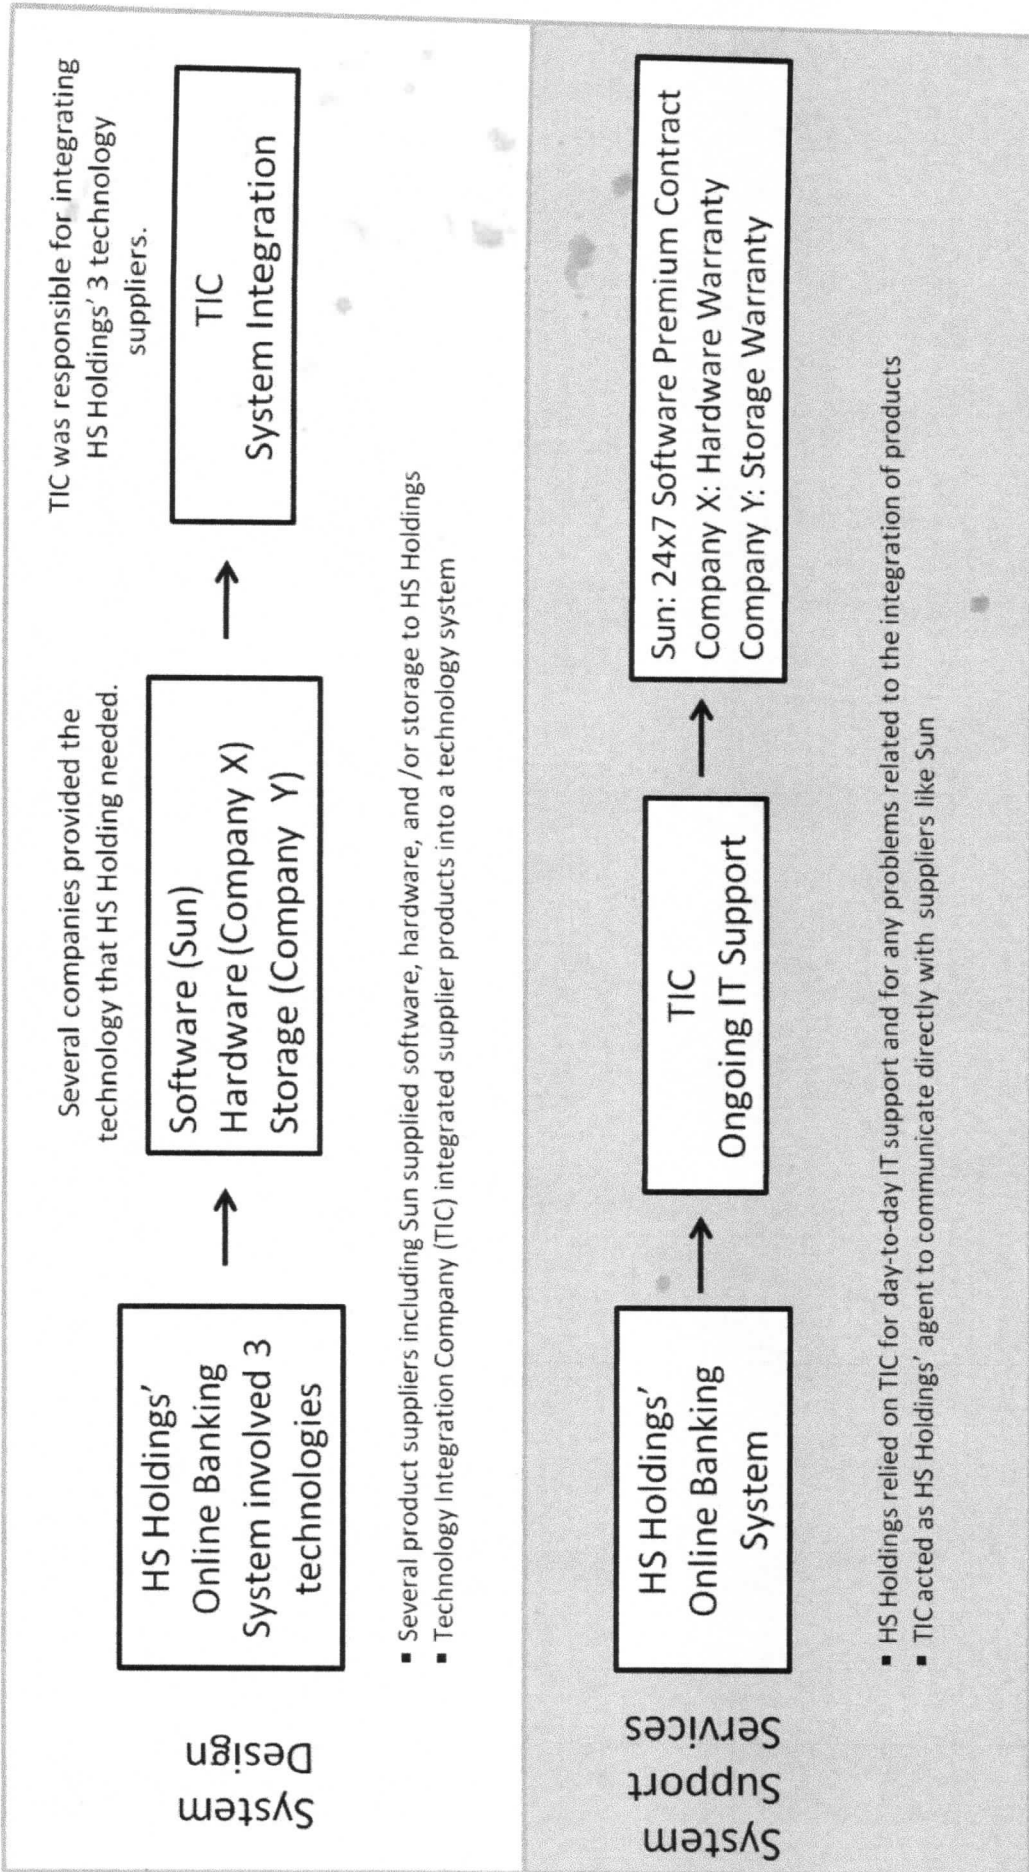 System
Design
HS Holdings'
Online Banking
System involved 3
technologies
Several companies provided the
technology that HS Holding needed.
Software (Sun)
Hardware (Company X)
Storage (Company Y)
TIC was responsible for integrating
HS Holdings' 3 technology
suppliers.
TIC
System Integration
▪ Several product suppliers including Sun supplied software, hardware, and /or storage to HS Holdings
▪ Technology Integration Company (TIC) integrated supplier products into a technology system
System
Support
Services
HS Holdings'
Online Banking
System
TIC
Ongoing IT Support
Sun: 24x7 Software Premium Contract
Company X: Hardware Warranty
Company Y: Storage Warranty
▪ HS Holdings relied on TIC for day-to-day IT support and for any problems related to the integration of products
▪ TIC acted as HS Holdings' agent to communicate directly with suppliers like Sun